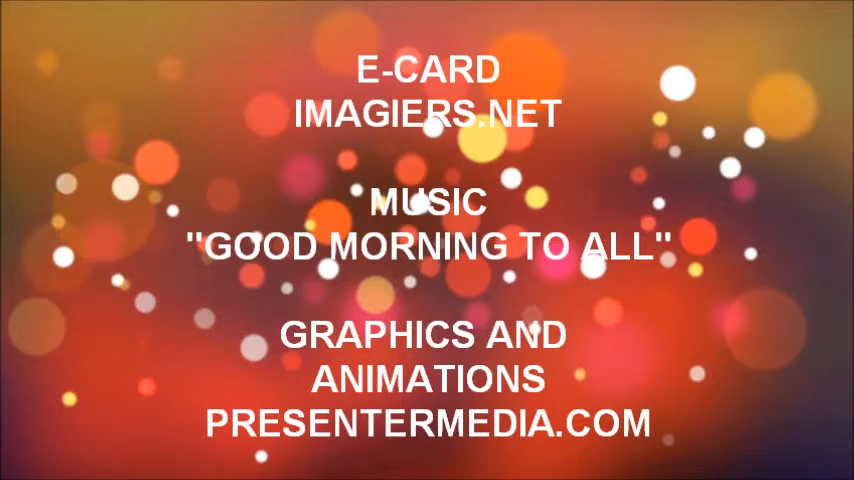 E-CARD
IMAGIERS.NET
MUSIC
"GOOD MORNING TO ALL"
GRAPHICS AND
ANIMATIONS
PRESENTERMEDIA.COM